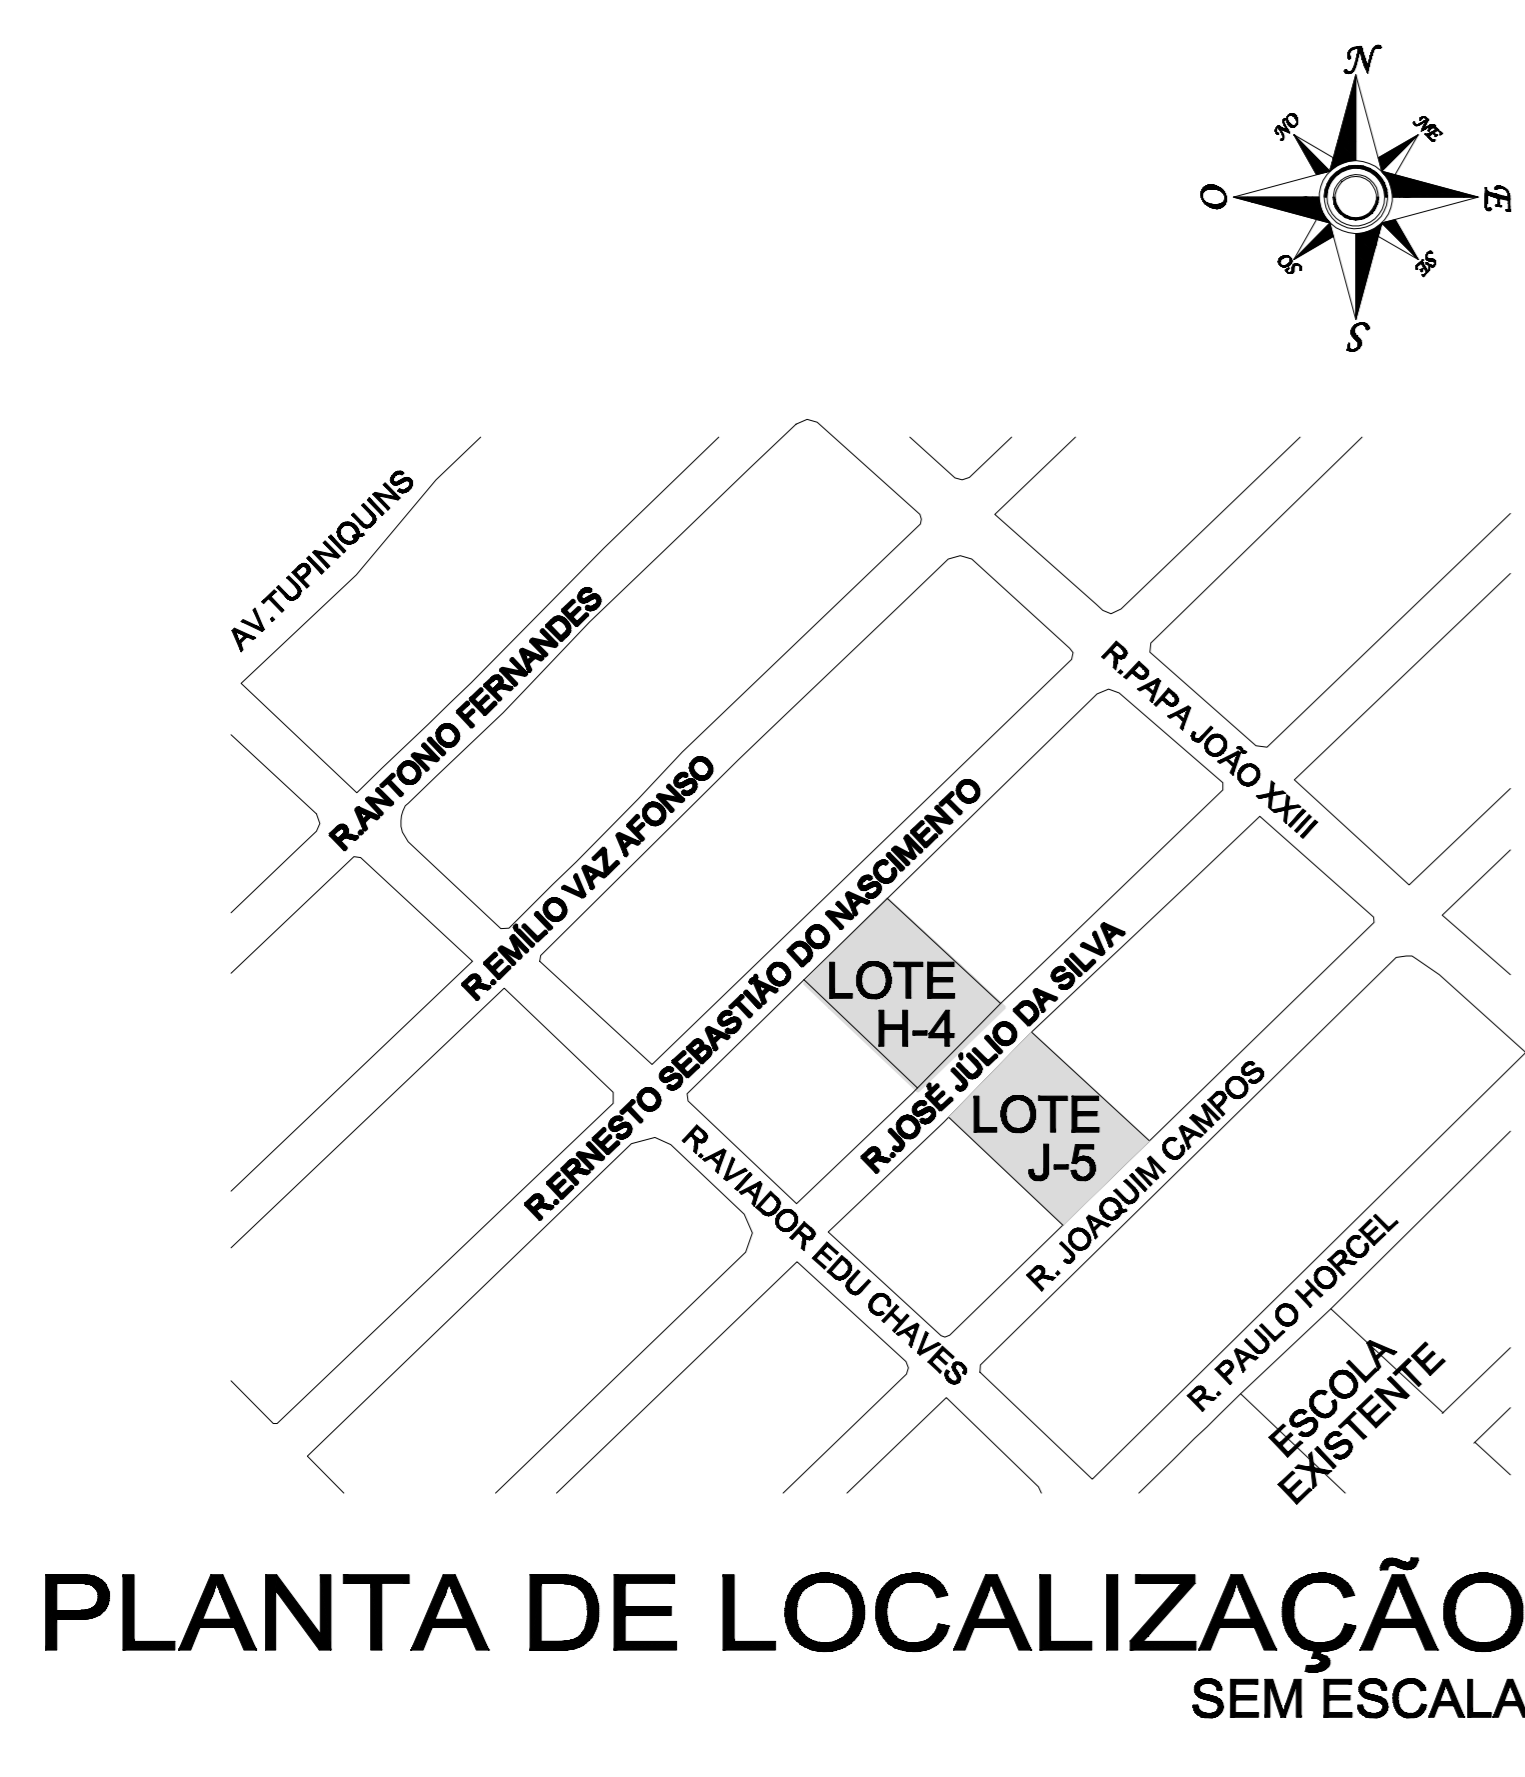 N
NO
NE
O
E
SO
SE
S
AV.TUPINIQUINS
R.ANTONIO FERNANDES
R.EMÍLIO VAZ AFONSO
R.ERNESTO SEBASTIÃO DO NASCIMENTO
R.PAPA JOÃO XXIII
LOTE
H-4
R.JOSÉ JÚLIO DA SILVA
LOTE
J-5
R. JOAQUIM CAMPOS
R.AVIADOR EDU CHAVES
R. PAULO HORCEL
ESCOLA
EXISTENTE
PLANTA DE LOCALIZAÇÃO
SEM ESCALA